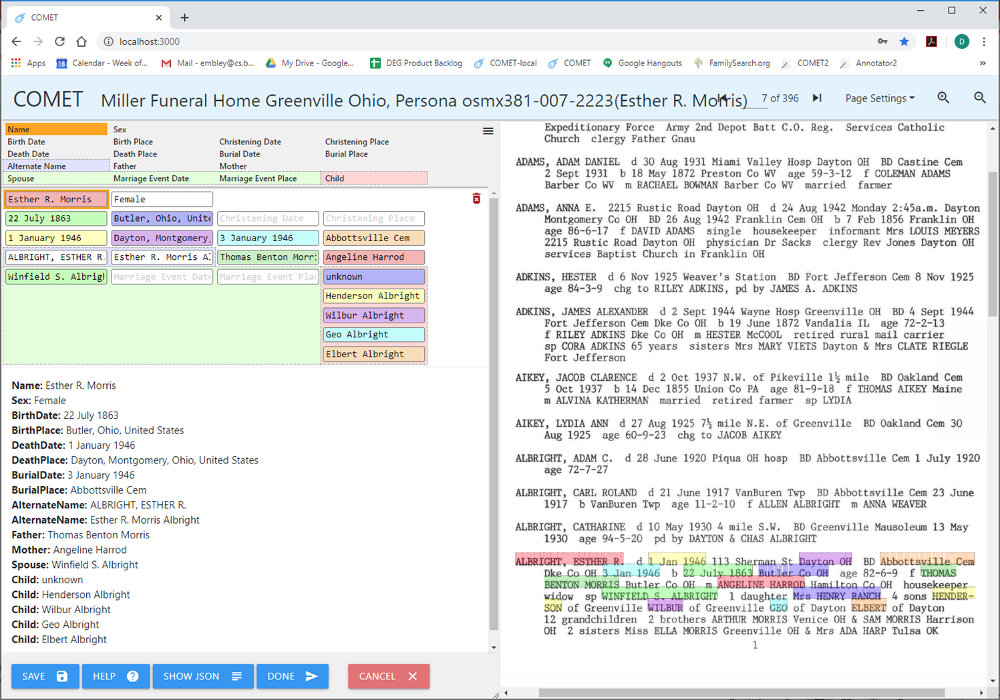 COMET
localhost:3000
D
Apps
18 Calendar - Week of...
Mail - embley@cs.b...
My Drive - Google...
DEG Product Backlog
COMET-local
COMET
Google Hangouts
FamilySearch.org
COMET2
Annotator2
»
COMET Miller Funeral Home Greenville Ohio, Persona osmx381-007-2223(Esther R. Morris) 7 of 396 Page Settings
Name Sex
Birth Date Birth Place Christening Date Christening Place
Death Date Death Place Burial Date Burial Place
Alternate Name Father Mother
Spouse Marriage Event Date Marriage Event Place Child
Esther R. Morris Female
22 July 1863 Butler, Ohio, Unite Christening Date Christening Place
1 January 1946 Dayton, Montgomery, 3 January 1946 Abbottsville Cem
ALBRIGHT, ESTHER R. Esther R. Morris Al Thomas Benton Morri Angeline Harrod
Winfield S. Albrigh Marriage Event Date Marriage Event Plac unknown
Henderson Albright
Wilbur Albright
Geo Albright
Elbert Albright
Name: Esther R. Morris
Sex: Female
BirthDate: 22 July 1863
BirthPlace: Butler, Ohio, United States
DeathDate: 1 January 1946
DeathPlace: Dayton, Montgomery, Ohio, United States
BurialDate: 3 January 1946
BurialPlace: Abbottsville Cem
AlternateName: ALBRIGHT, ESTHER R.
AlternateName: Esther R. Morris Albright
Father: Thomas Benton Morris
Mother: Angeline Harrod
Spouse: Winfield S. Albright
Child: unknown
Child: Henderson Albright
Child: Wilbur Albright
Child: Geo Albright
Child: Elbert Albright
SAVE HELP SHOW JSON DONE CANCEL
Expeditionary Force Army 2nd Depot Batt C.O. Reg. Services Catholic
Church clergy Father Gnau
ADAMS, ADAM DANIEL d 30 Aug 1931 Miami Valley Hosp Dayton OH BD Castine Cem
2 Sept 1931 b 18 May 1872 Preston Co WV age 59-3-12 f COLEMAN ADAMS
Barber Co WV m RACHAEL BOWMAN Barber Co WV married farmer
ADAMS, ANNA E. 2215 Rustic Road Dayton OH d 24 Aug 1942 Monday 2:45a.m. Dayton
Montgomery Co OH BD 26 Aug 1942 Franklin Cem OH b 7 Feb 1856 Franklin OH
age 86-6-17 f DAVID ADAMS single housekeeper informant Mrs LOUIS MEYERS
2215 Rustic Road Dayton OH physician Dr Sacks clergy Rev Jones Dayton OH
services Baptist Church in Franklin OH
ADKINS, HESTER d 6 Nov 1925 Weaver's Station BD Fort Jefferson Cem 8 Nov 1925
age 84-3-9 chg to RILEY ADKINS, pd by JAMES A. ADKINS
ADKINS, JAMES ALEXANDER d 2 Sept 1944 Wayne Hosp Greenville OH BD 4 Sept 1944
Fort Jefferson Cem Dke Co OH b 19 June 1872 Vandalia IL age 72-2-13
f RILEY ADKINS Dke Co OH m HESTER McCOOL retired rural mail carrier
sp CORA ADKINS 65 years sisters Mrs MARY VIETS Dayton & Mrs CLATE RIEGLE
Fort Jefferson
AIKEY, JACOB CLARENCE d 2 Oct 1937 N.W. of Pikeville 1½ mile BD Oakland Cem
5 Oct 1937 b 14 Dec 1855 Union Co PA age 81-9-18 f THOMAS AIKEY Maine
m ALVINA KATHERMAN married retired farmer sp LYDIA
AIKEY, LYDIA ANN d 27 Aug 1925 7½ mile N.E. of Greenville BD Oakland Cem 30
Aug 1925 age 60-9-23 chg to JACOB AIKEY
ALBRIGHT, ADAM C. d 28 June 1920 Piqua OH hosp BD Abbottsville Cem 1 July 1920
age 72-7-27
ALBRIGHT, CARL ROLAND d 21 June 1917 VanBuren Twp BD Abbottsville Cem 23 June
1917 b VanBuren Twp age 11-2-10 f ALLEN ALBRIGHT m ANNA WEAVER
ALBRIGHT, CATHARINE d 10 May 1930 4 mile S.W. BD Greenville Mausoleum 13 May
1930 age 94-5-20 pd by DAYTON & CHAS ALBRIGHT
ALBRIGHT, ESTHER R. d 1 Jan 1946 113 Sherman St Dayton OH BD Abbottsville Cem
Dke Co OH 3 Jan 1946 b 22 July 1863 Butler Co OH age 82-6-9 f THOMAS
BENTON MORRIS Butler Co OH m ANGELINE HARROD Hamilton Co OH housekeeper
widow sp WINFIELD S. ALBRIGHT 1 daughter Mrs HENRY RANCH 4 sons HENDER-
SON of Greenville WILBUR of Greenville GEO of Dayton ELBERT of Dayton
12 grandchildren 2 brothers ARTHUR MORRIS Venice OH & SAM MORRIS Harrison
OH 2 sisters Miss ELLA MORRIS Greenville OH & Mrs ADA HARP Tulsa OK
1